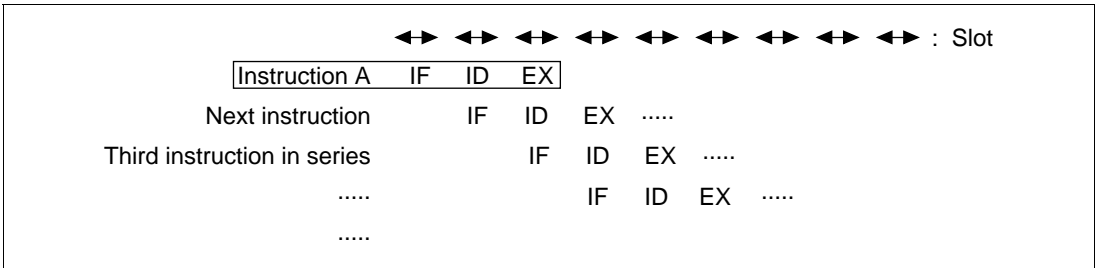 : Slot
Instruction A IF ID EX
Next instruction IF ID EX .....
Third instruction in series IF ID EX .....
..... IF ID EX .....
.....